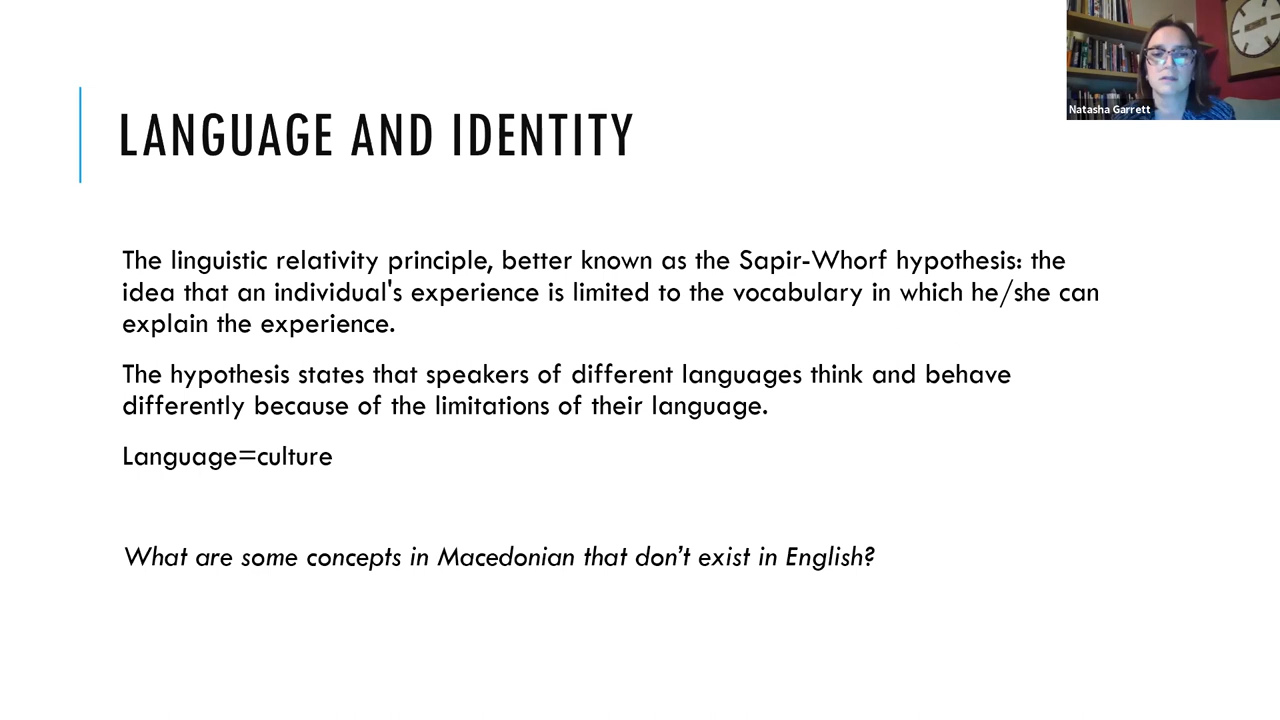 LANGUAGE AND IDENTITY
Natasha Garrett
The linguistic relativity principle, better known as the Sapir-Whorf hypothesis: the
idea that an individual's experience is limited to the vocabulary in which he/she can
explain the experience.
The hypothesis states that speakers of different languages think and behave
differently because of the limitations of their language.
Language=culture
What are some concepts in Macedonian that don’t exist in English?